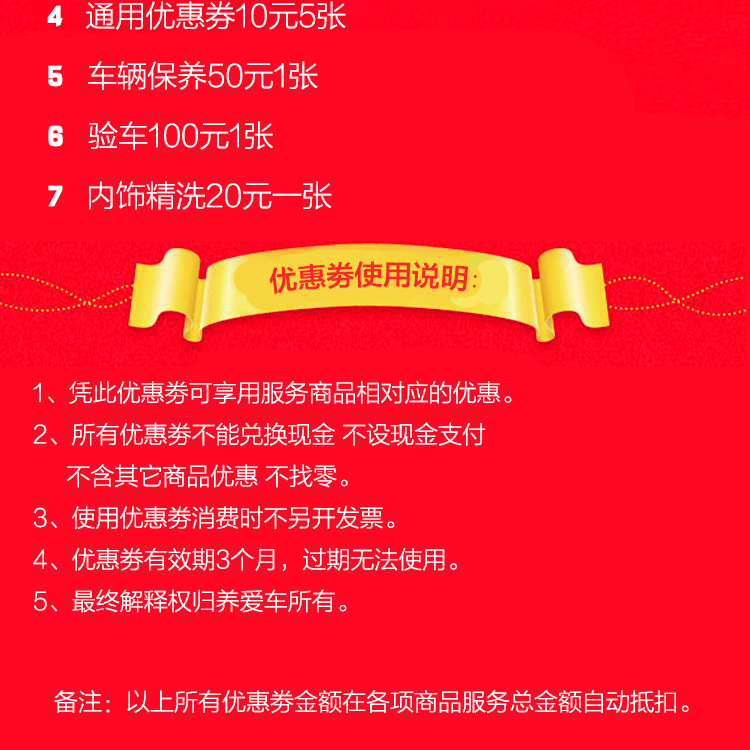 4 通用优惠券10元5张
5 车辆保养50元1张
6 验车100元1张
7 内饰精洗20元一张
优惠劵使用说明:
1、凭此优惠劵可享用服务商品相对应的优惠。
2、所有优惠劵不能兑换现金 不设现金支付
不含其它商品优惠 不找零。
3、使用优惠劵消费时不另开发票。
4、优惠劵有效期3个月，过期无法使用。
5、最终解释权归养爱车所有。
备注：以上所有优惠劵金额在各项商品服务总金额自动抵扣。